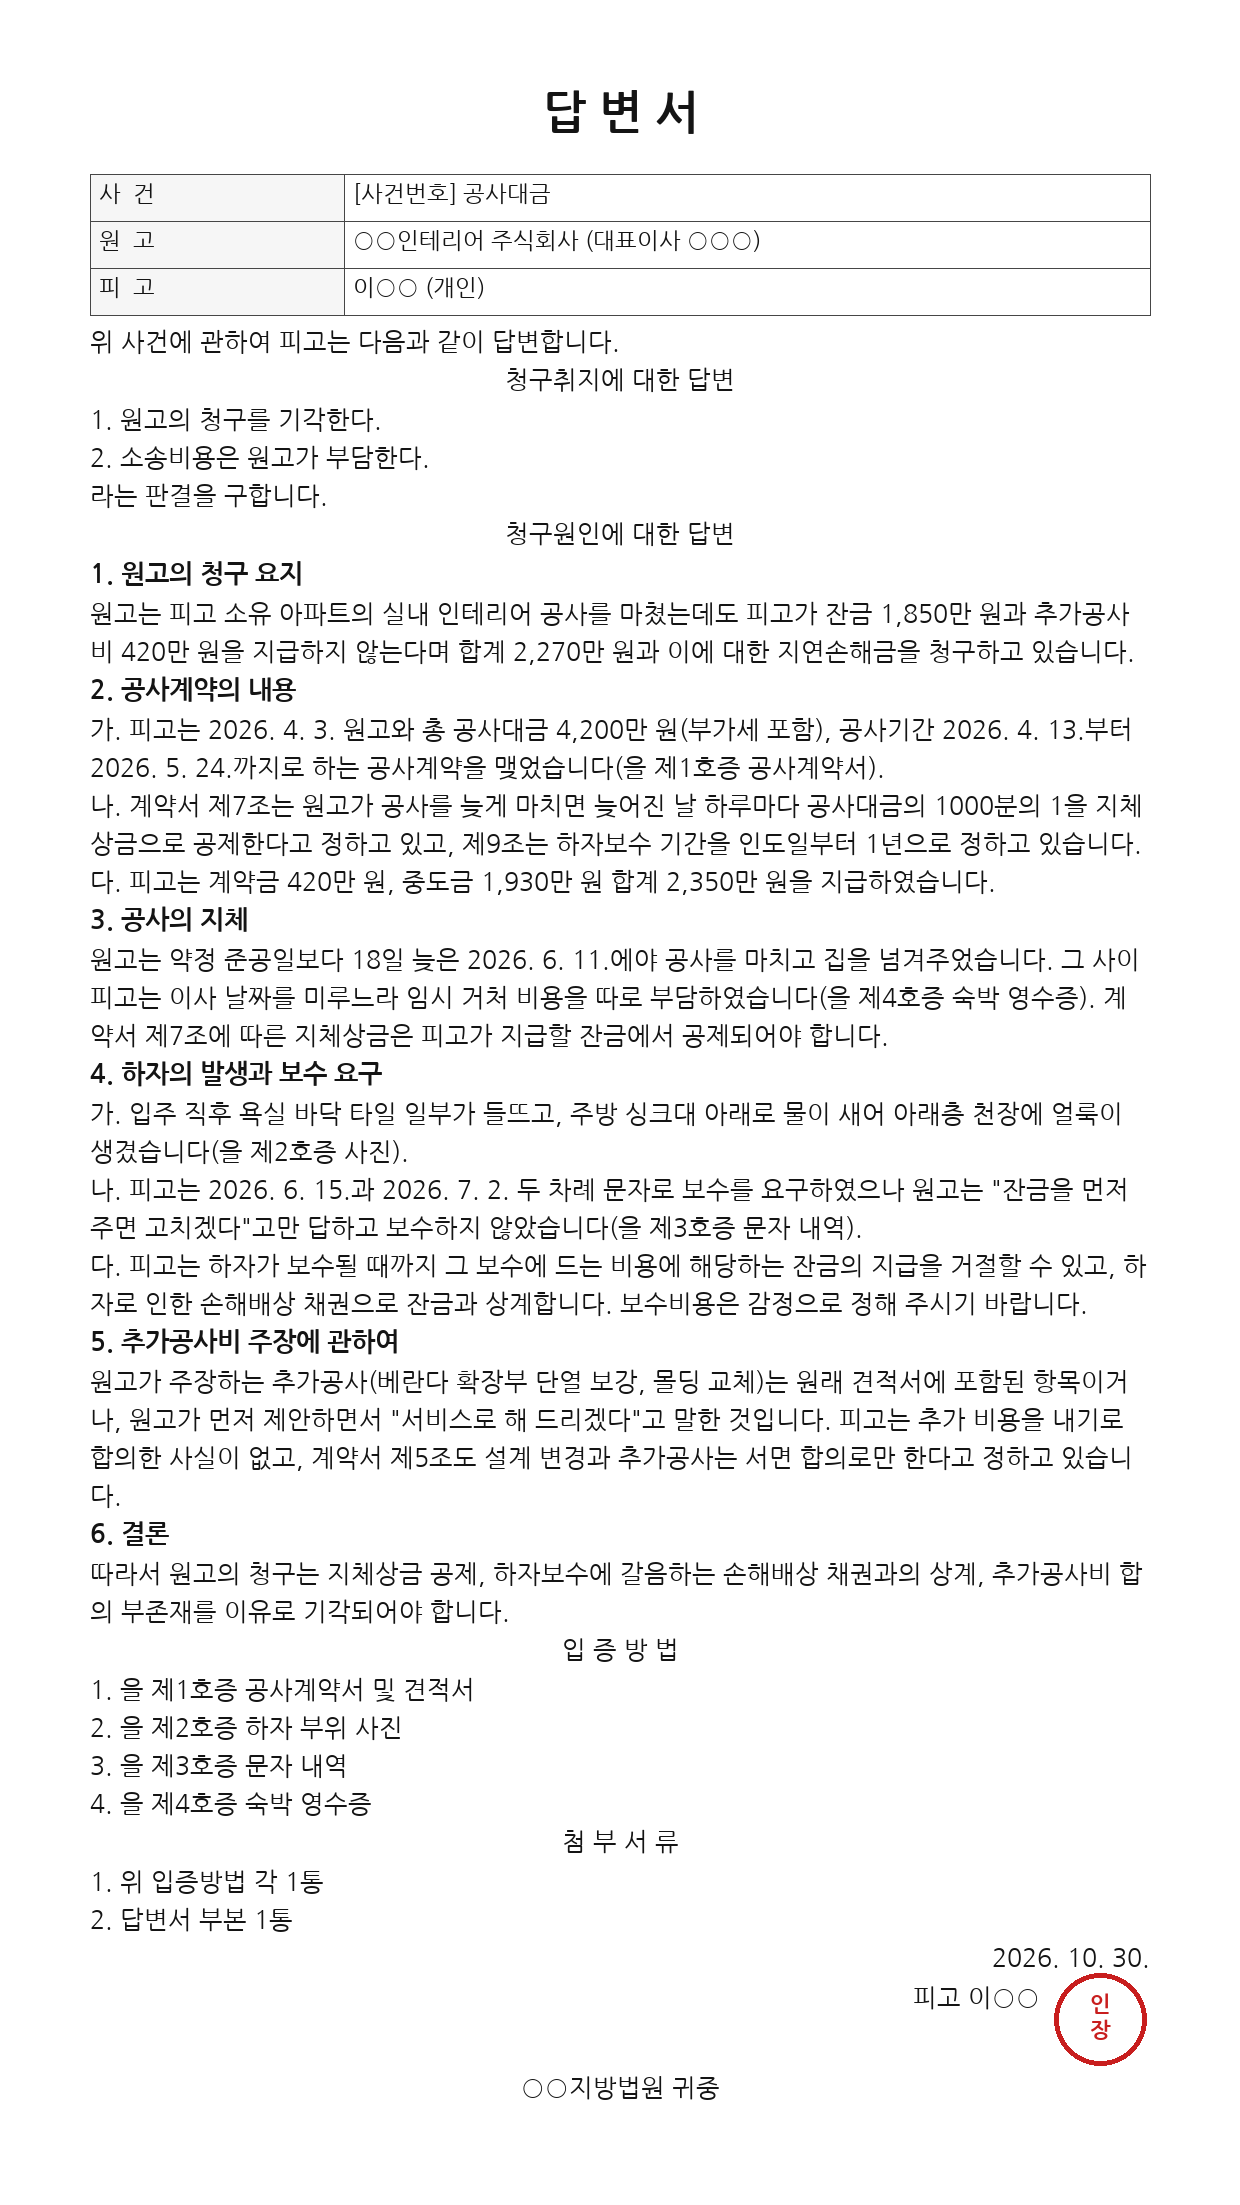 답 변 서
사 건 [사건번호] 공사대금
원 고 ○○인테리어 주식회사 (대표이사 ○○○)
피 고 이○○ (개인)
위 사건에 관하여 피고는 다음과 같이 답변합니다.
청구취지에 대한 답변
1. 원고의 청구를 기각한다.
2. 소송비용은 원고가 부담한다.
라는 판결을 구합니다.
청구원인에 대한 답변
1. 원고의 청구 요지
원고는 피고 소유 아파트의 실내 인테리어 공사를 마쳤는데도 피고가 잔금 1,850만 원과 추가공사
비 420만 원을 지급하지 않는다며 합계 2,270만 원과 이에 대한 지연손해금을 청구하고 있습니다.
2. 공사계약의 내용
가. 피고는 2026. 4. 3. 원고와 총 공사대금 4,200만 원(부가세 포함), 공사기간 2026. 4. 13.부터
2026. 5. 24.까지로 하는 공사계약을 맺었습니다(을 제1호증 공사계약서).
나. 계약서 제7조는 원고가 공사를 늦게 마치면 늦어진 날 하루마다 공사대금의 1000분의 1을 지체
상금으로 공제한다고 정하고 있고, 제9조는 하자보수 기간을 인도일부터 1년으로 정하고 있습니다.
다. 피고는 계약금 420만 원, 중도금 1,930만 원 합계 2,350만 원을 지급하였습니다.
3. 공사의 지체
원고는 약정 준공일보다 18일 늦은 2026. 6. 11.에야 공사를 마치고 집을 넘겨주었습니다. 그 사이
피고는 이사 날짜를 미루느라 임시 거처 비용을 따로 부담하였습니다(을 제4호증 숙박 영수증). 계
약서 제7조에 따른 지체상금은 피고가 지급할 잔금에서 공제되어야 합니다.
4. 하자의 발생과 보수 요구
가. 입주 직후 욕실 바닥 타일 일부가 들뜨고, 주방 싱크대 아래로 물이 새어 아래층 천장에 얼룩이
생겼습니다(을 제2호증 사진).
나. 피고는 2026. 6. 15.과 2026. 7. 2. 두 차례 문자로 보수를 요구하였으나 원고는 "잔금을 먼저
주면 고치겠다"고만 답하고 보수하지 않았습니다(을 제3호증 문자 내역).
다. 피고는 하자가 보수될 때까지 그 보수에 드는 비용에 해당하는 잔금의 지급을 거절할 수 있고, 하
자로 인한 손해배상 채권으로 잔금과 상계합니다. 보수비용은 감정으로 정해 주시기 바랍니다.
5. 추가공사비 주장에 관하여
원고가 주장하는 추가공사(베란다 확장부 단열 보강, 몰딩 교체)는 원래 견적서에 포함된 항목이거
나, 원고가 먼저 제안하면서 "서비스로 해 드리겠다"고 말한 것입니다. 피고는 추가 비용을 내기로
합의한 사실이 없고, 계약서 제5조도 설계 변경과 추가공사는 서면 합의로만 한다고 정하고 있습니
다.
6. 결론
따라서 원고의 청구는 지체상금 공제, 하자보수에 갈음하는 손해배상 채권과의 상계, 추가공사비 합
의 부존재를 이유로 기각되어야 합니다.
입 증 방 법
1. 을 제1호증 공사계약서 및 견적서
2. 을 제2호증 하자 부위 사진
3. 을 제3호증 문자 내역
4. 을 제4호증 숙박 영수증
첨 부 서 류
1. 위 입증방법 각 1통
2. 답변서 부본 1통
2026. 10. 30.
피고 이○○
인
장
○○지방법원 귀중